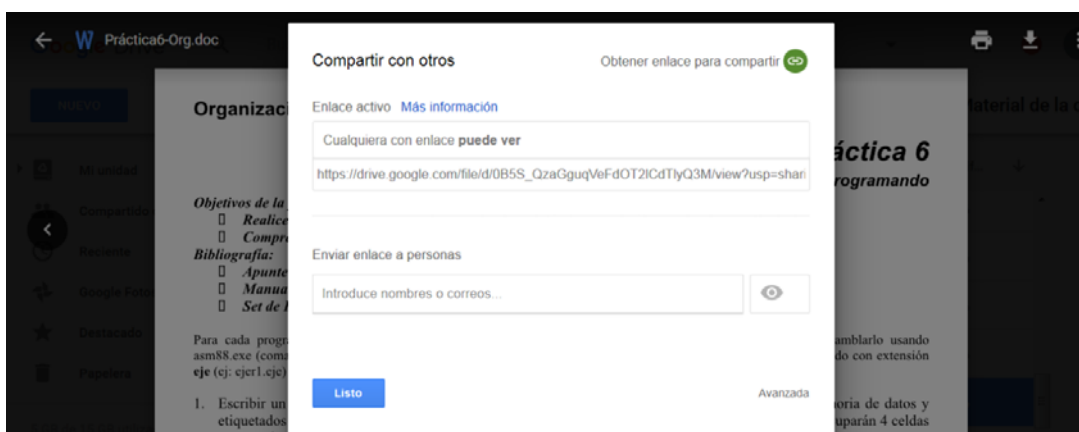 Práctica6-Org.doc
Compartir con otros
Obtener enlace para compartir
Enlace activo Más información
Cualquiera con enlace puede ver
https://drive.google.com/file/d/0B5S_QzaGguqVeFdOT2lCdTlyQ3M/view?usp=shari
Enviar enlace a personas
Introduce nombres o correos...
Listo
Avanzada
NUEVO
Mi unidad
Compartido
Reciente
Google Fotos
Destacado
Papelera
Organizaci
áctica 6
rogramando
Objetivos de la
Realice
Compre
Bibliografía:
Apunte
Manua
Set de
Para cada progr
amblarlo usando
asm88.exe (coma
do con extensión
eje (ej: ejer1.eje)
1. Escribir un
oria de datos y
etiquetados
uparán 4 celdas
Material de la